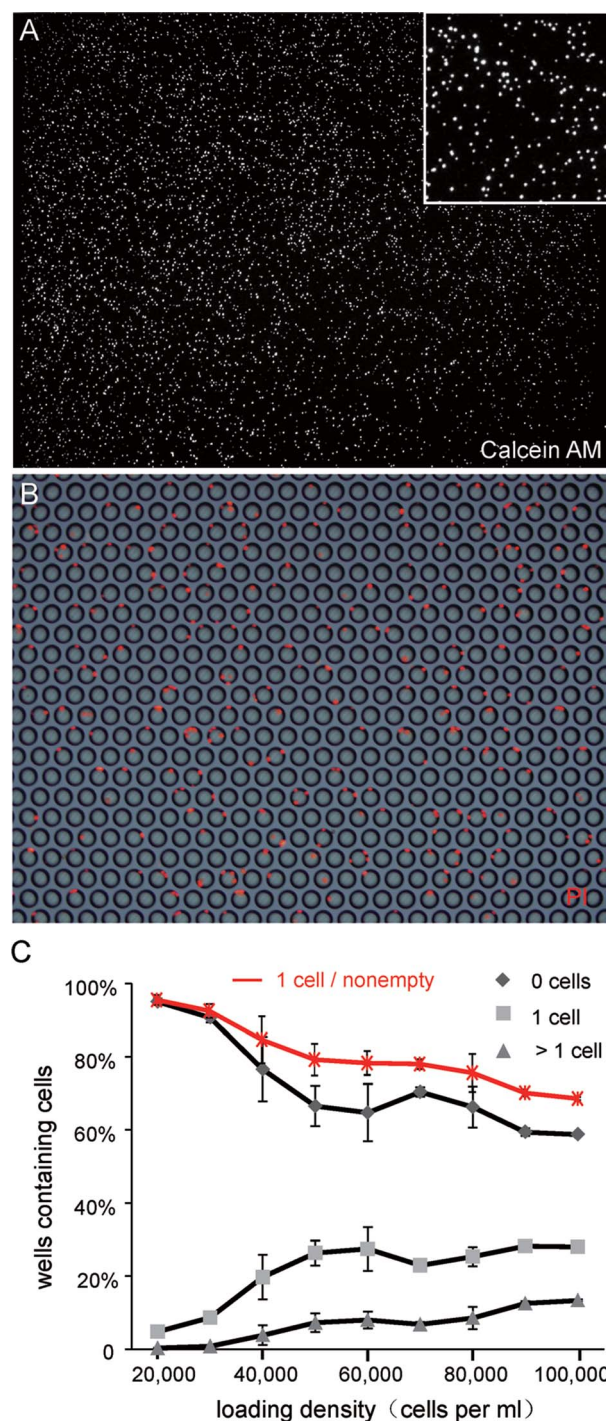 A
Calcein AM
B
PI
C
1 cell / nonempty
0 cells
1 cell
> 1 cell
100%
80%
60%
40%
20%
0
wells containing cells
20,000 40,000 60,000 80,000 100,000
loading density（cells per ml）